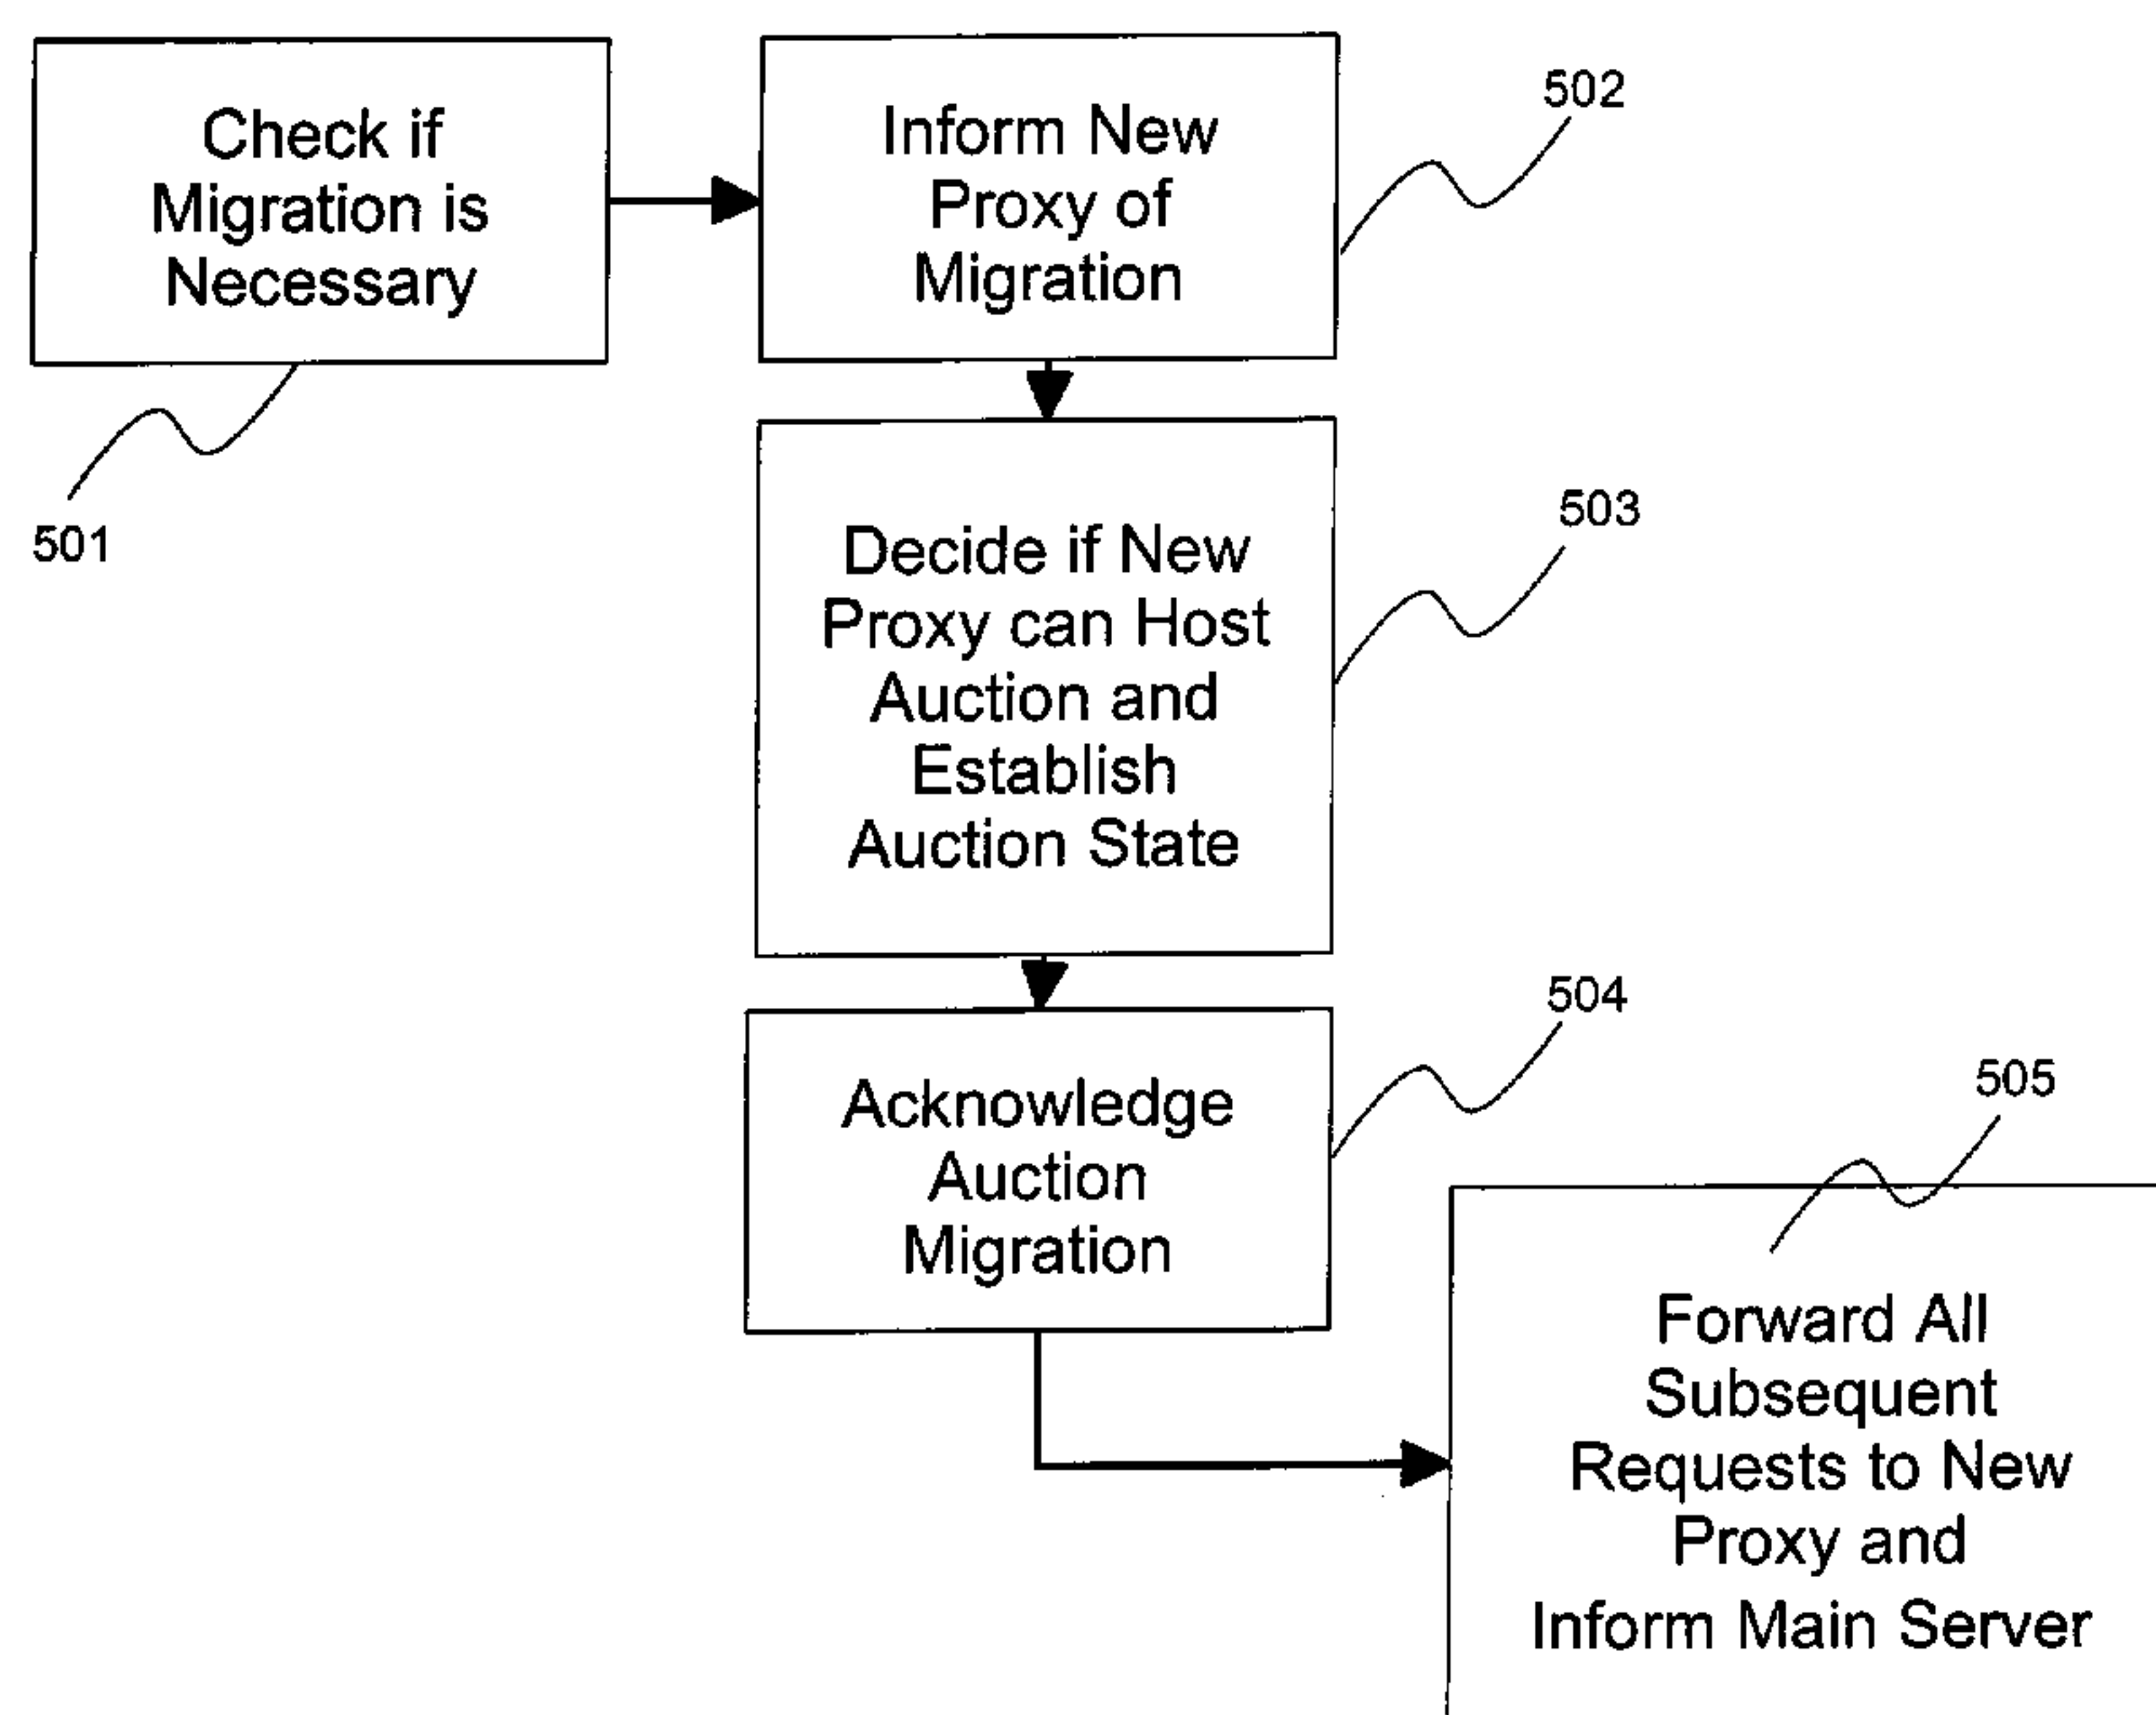 Check if
Migration is
Necessary
501
Inform New
Proxy of
Migration
502
Decide if New
Proxy can Host
Auction and
Establish
Auction State
503
Acknowledge
Auction
Migration
504
505
Forward All
Subsequent
Requests to New
Proxy and
Inform Main Server